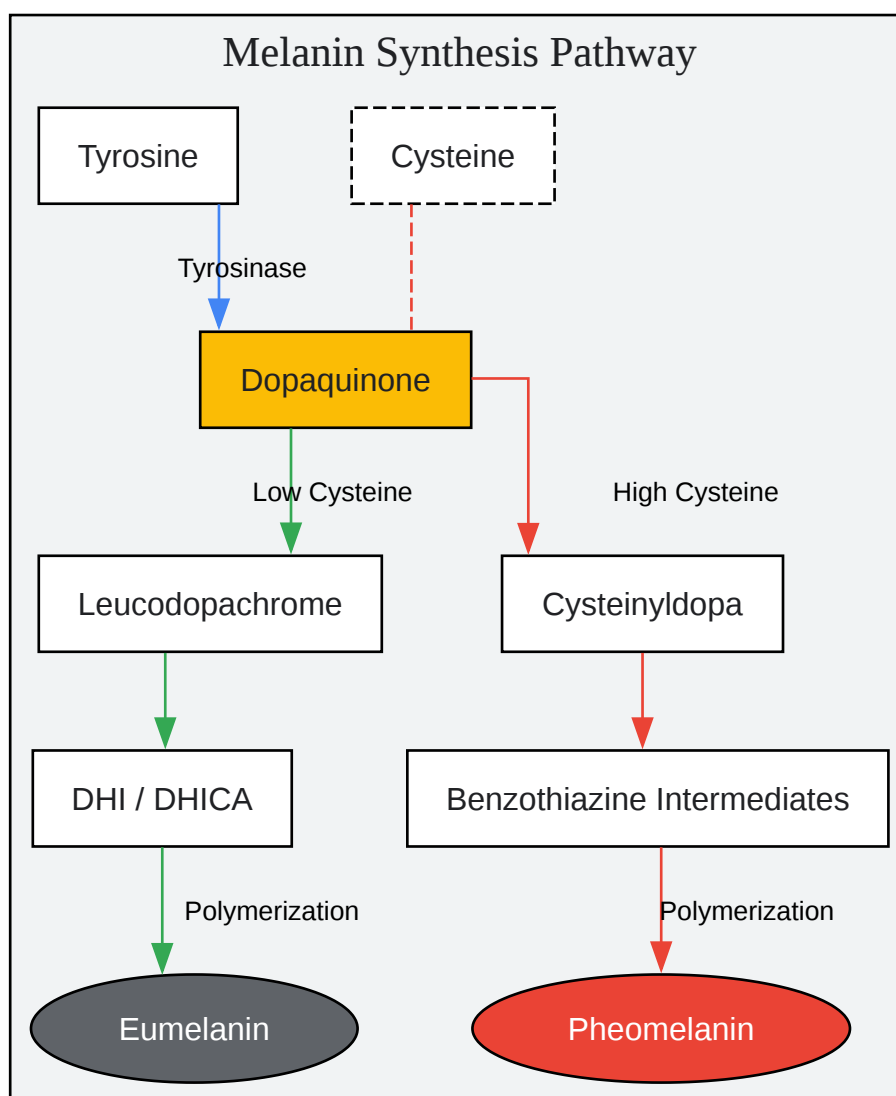 Melanin Synthesis Pathway
Tyrosine
Cysteine
Tyrosinase
Dopaquinone
Low Cysteine
High Cysteine
Leucodopachrome
Cysteinyldopa
DHI / DHICA
Benzothiazine Intermediates
Polymerization
Polymerization
Eumelanin
Pheomelanin